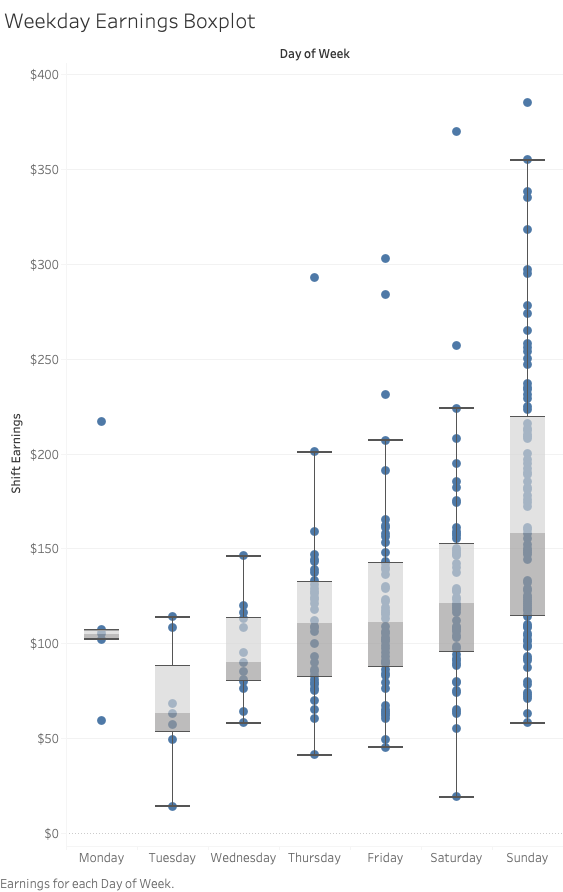 Weekday Earnings Boxplot
Day of Week
$400
$350
$300
$250
$200
$150
$100
$50
$0
Shift Earnings
Monday Tuesday Wednesday Thursday Friday Saturday Sunday
Earnings for each Day of Week.